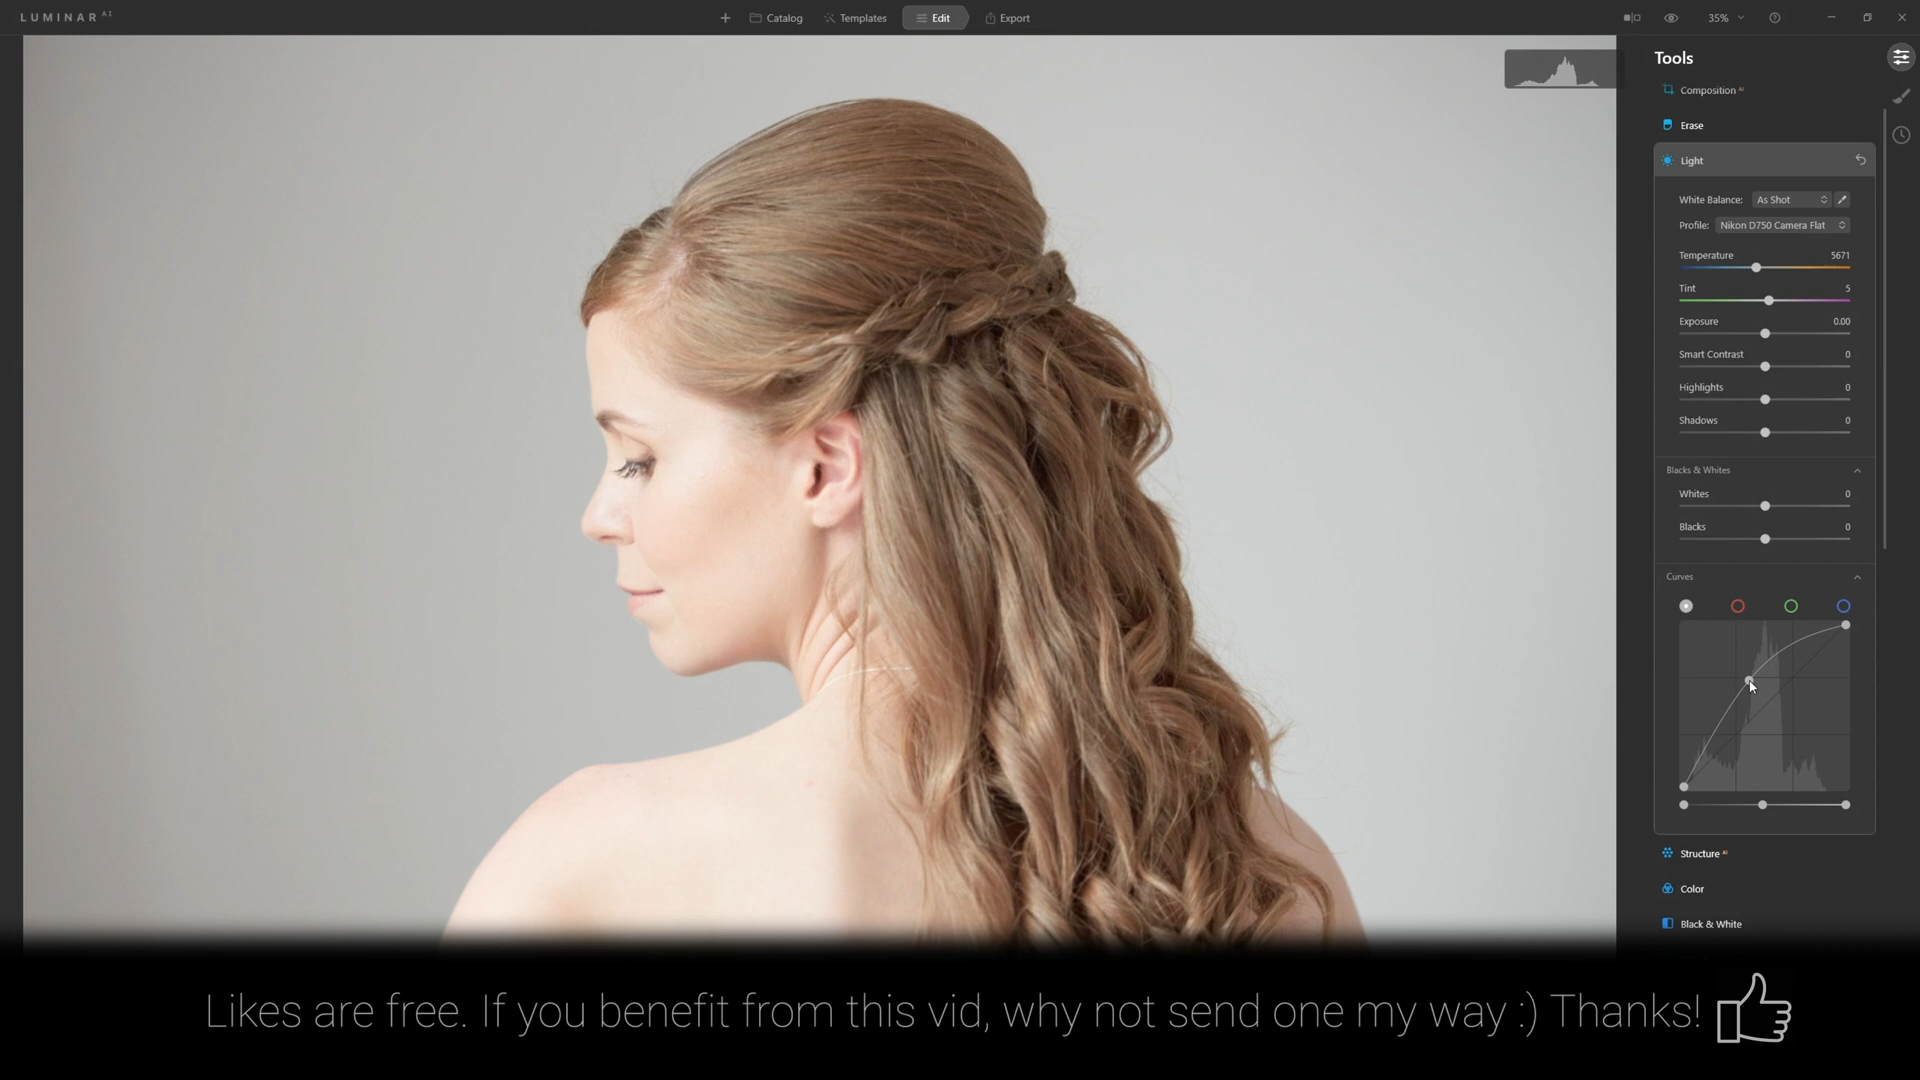 LUMINAR AI
Catalog
Templates
Edit
Export
35%
Tools
Composition AI
Erase
Light
White Balance: As Shot
Profile: Nikon D750 Camera Flat
Temperature 5671
Tint 5
Exposure 0.00
Smart Contrast 0
Highlights 0
Shadows 0
Blacks & Whites
Whites 0
Blacks 0
Curves
Structure AI
Color
Black & White
Likes are free. If you benefit from this vid, why not send one my way :) Thanks!